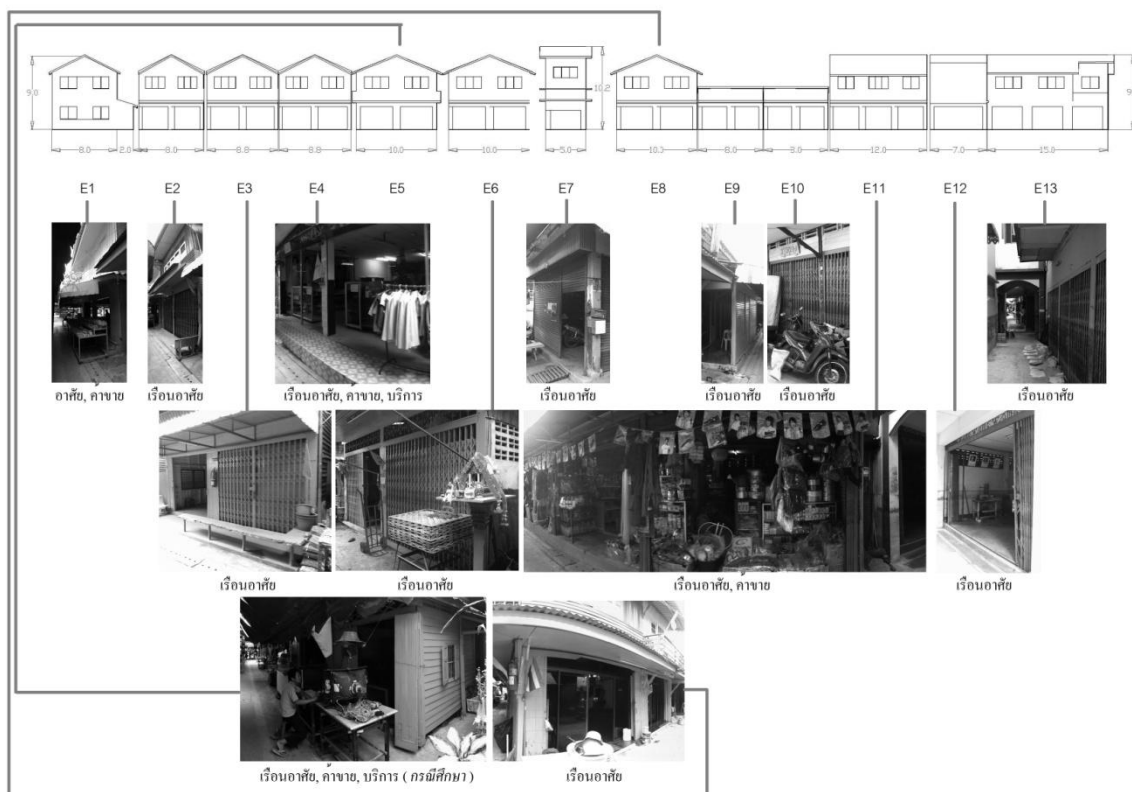 9.0
10.2
9.
8.0 2.0 8.0 8.8 8.8 10.0 10.0 5.0 10.3 8.0 8.0 12.0 7.0 15.0
E1 E2 E3 E4 E5 E6 E7 E8 E9 E10 E11 E12 E13
อาศัย, ค้าขาย เรือนอาศัย เรือนอาศัย, ค้าขาย, บริการ เรือนอาศัย เรือนอาศัย เรือนอาศัย เรือนอาศัย
เรือนอาศัย เรือนอาศัย เรือนอาศัย, ค้าขาย เรือนอาศัย
เรือนอาศัย, ค้าขาย, บริการ ( กรณีศึกษา ) เรือนอาศัย